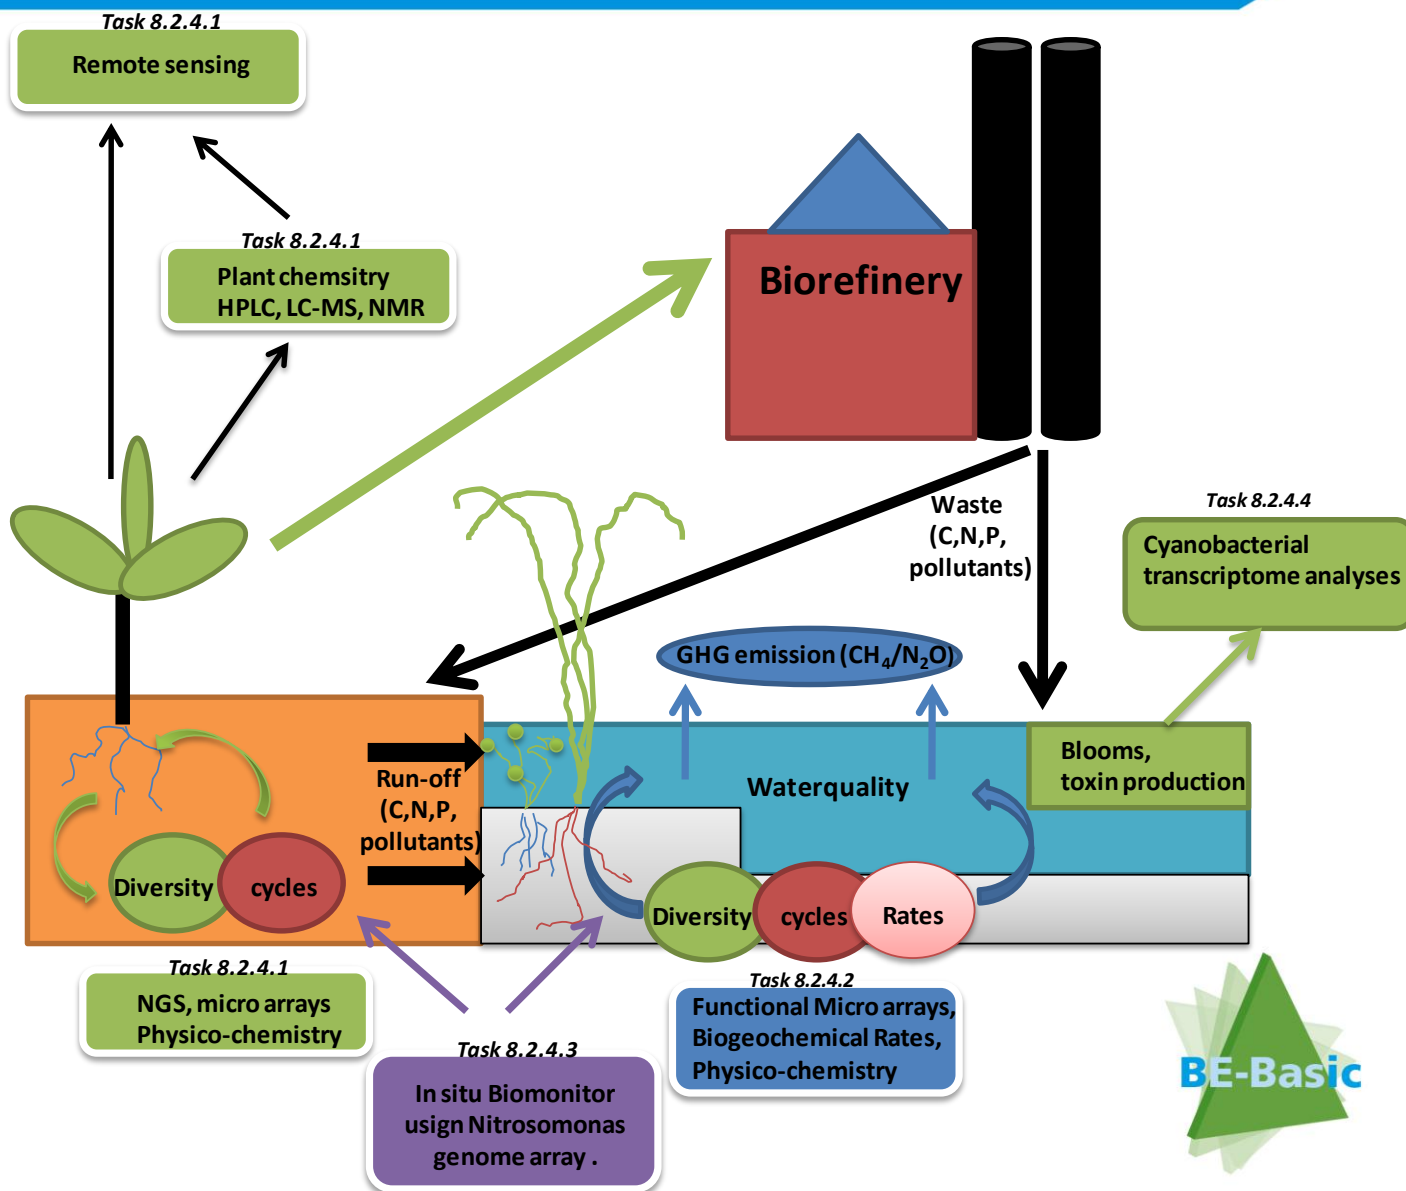 Task 8.2.4.1
Remote sensing
Task 8.2.4.1
Plant chemsitry
HPLC, LC-MS, NMR
Biorefinery
Waste
(C,N,P,
pollutants)
Task 8.2.4.4
Cyanobacterial
transcriptome analyses
GHG emission (CH₄/N₂O)
Run-off
(C,N,P,
pollutants)
Waterquality
Blooms,
toxin production
Diversity
cycles
Diversity
cycles
Rates
Task 8.2.4.1
NGS, micro arrays
Physico-chemistry
Task 8.2.4.2
Functional Micro arrays,
Biogeochemical Rates,
Physico-chemistry
Task 8.2.4.3
In situ Biomonitor
usign Nitrosomonas
genome array .
BE-Basic